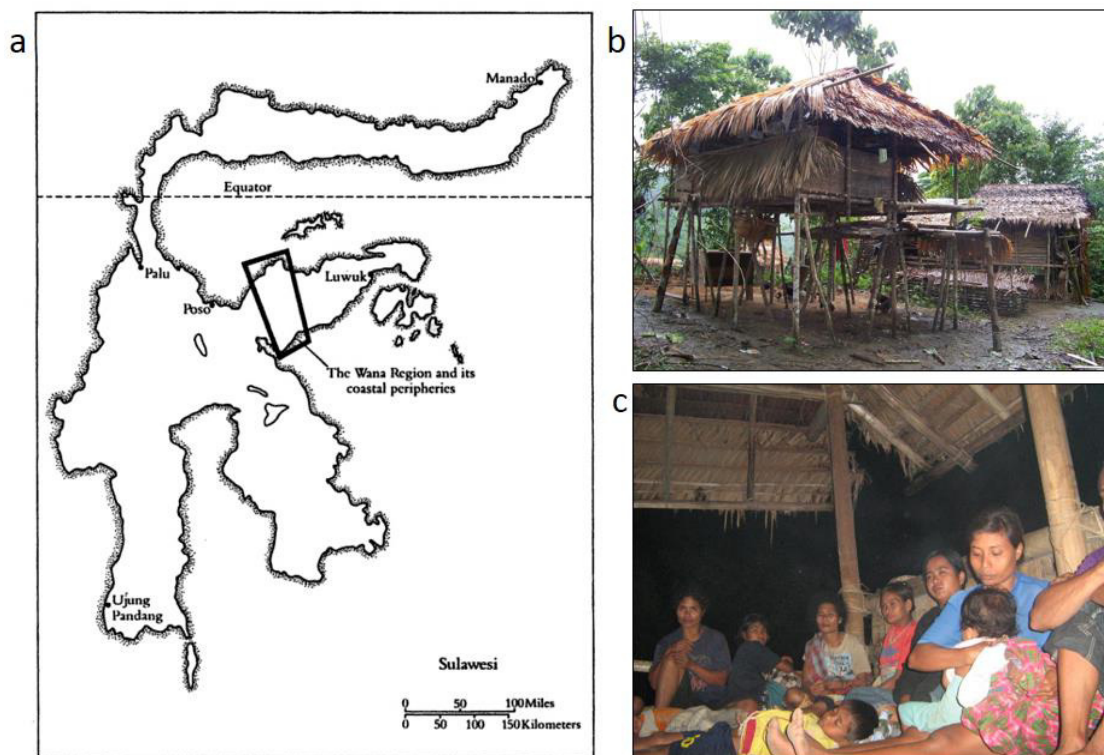 a
Manado
Equator
Palu
Poso
Luwuk
The Wana Region and its
coastal peripheries
Ujung
Pandang
Sulawesi
0 50 100 Miles
0 50 100 150 Kilometers
b
c